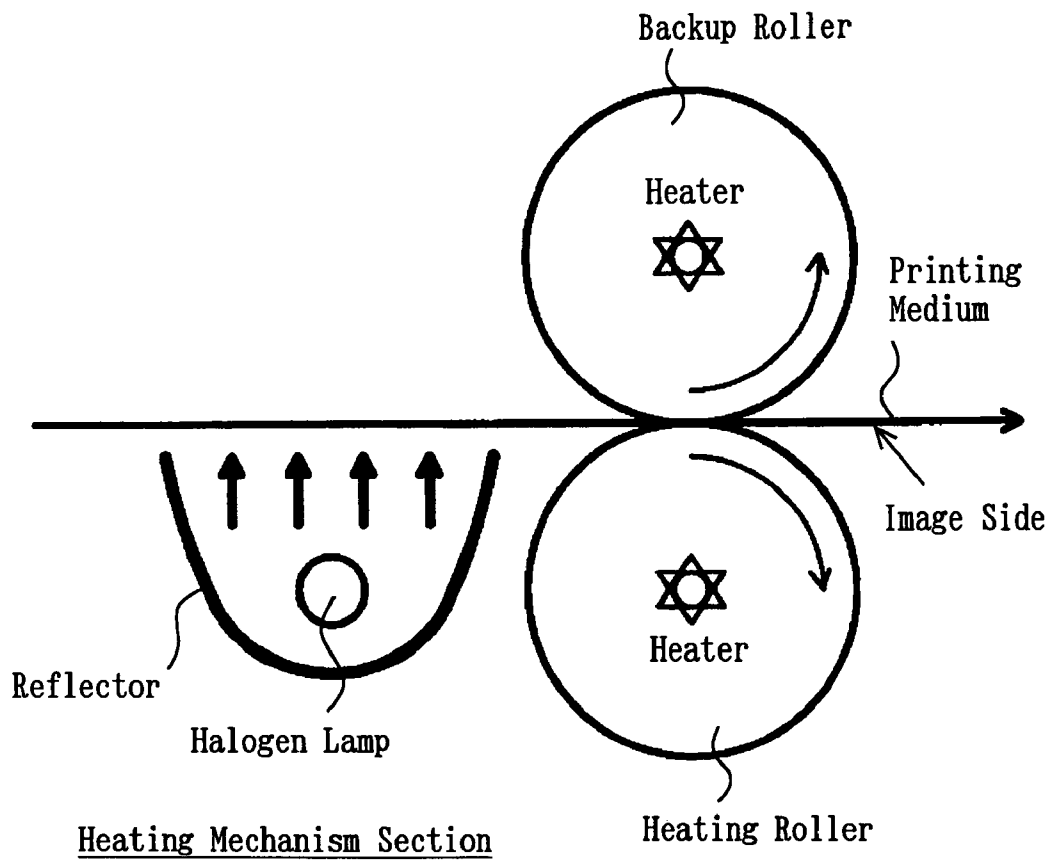 Backup Roller
Heater
Printing
Medium
Image Side
Heater
Reflector
Halogen Lamp
Heating Roller
Heating Mechanism Section